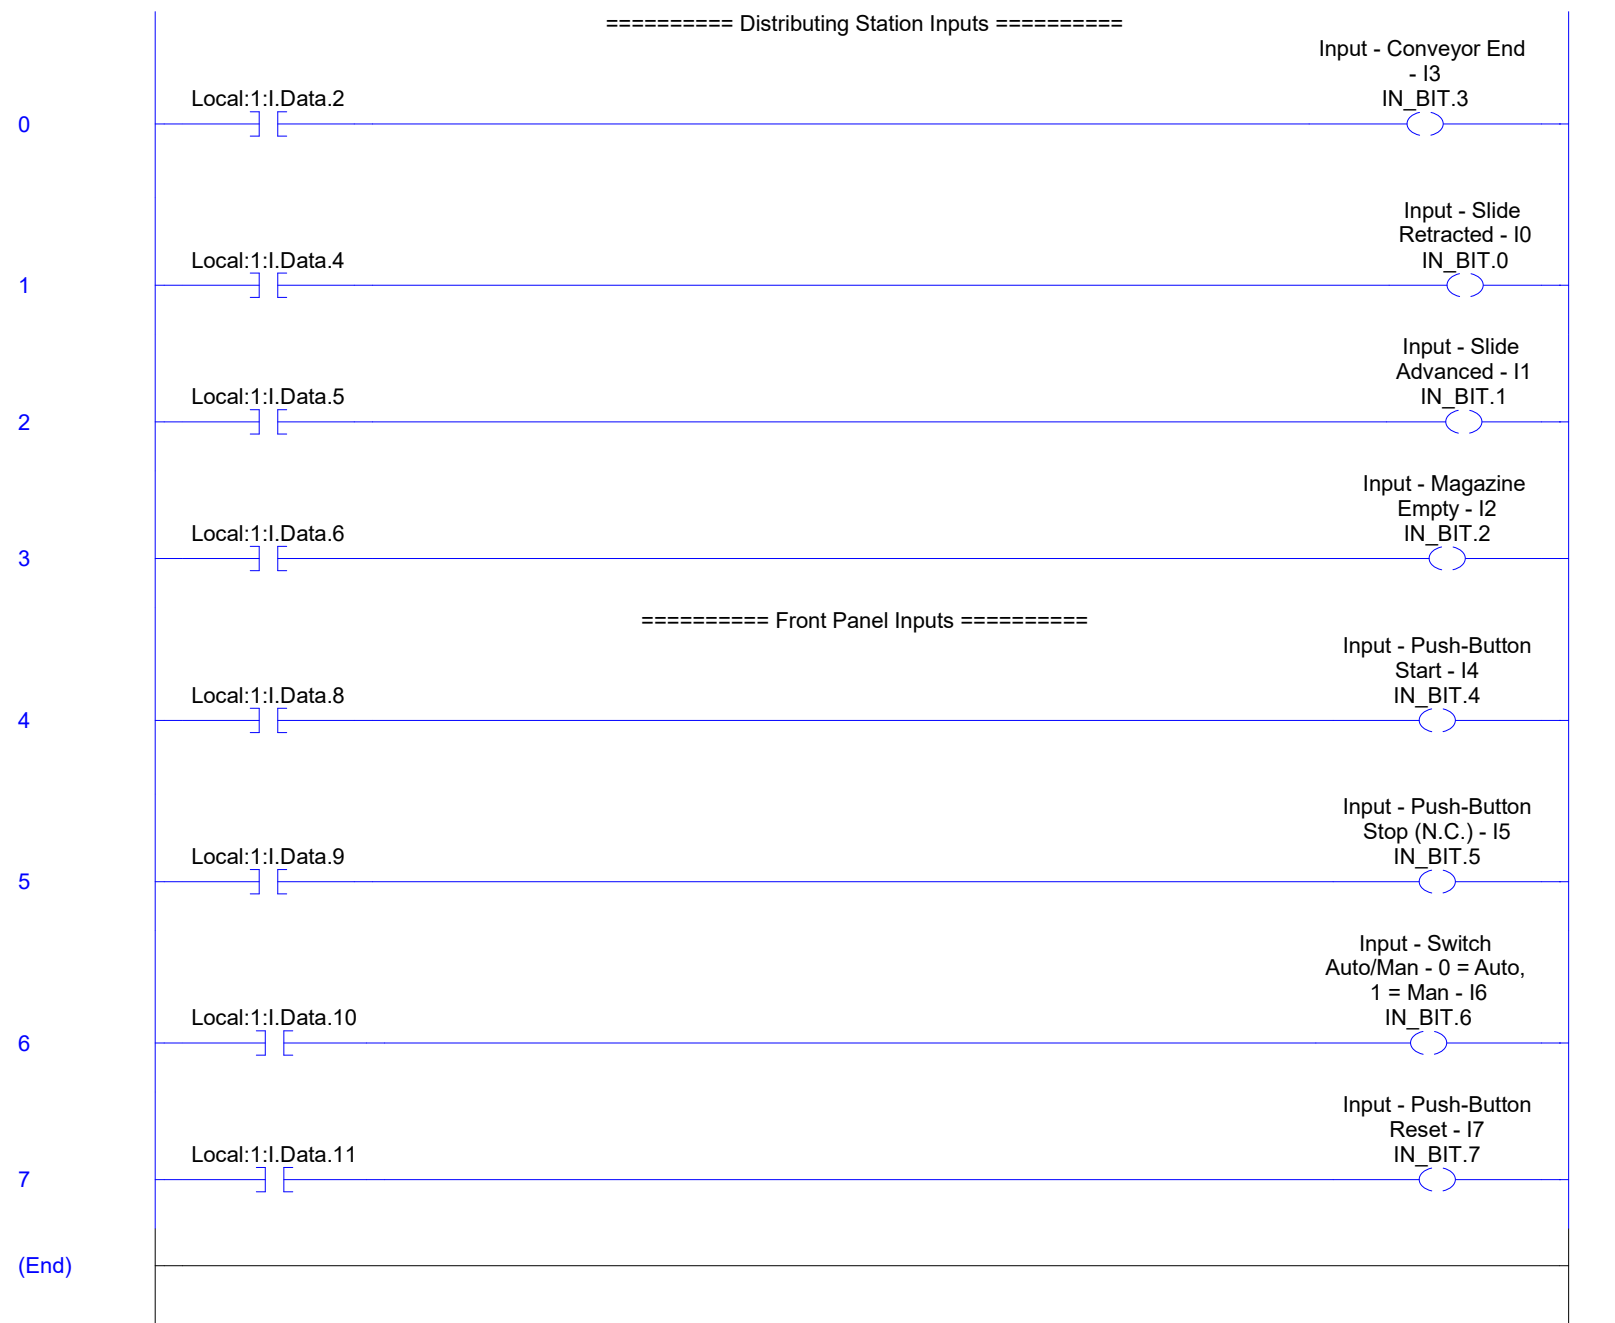 ========== Distributing Station Inputs ==========
Input - Conveyor End
- I3
Local:1:I.Data.2
IN_BIT.3
0
Input - Slide
Retracted - I0
Local:1:I.Data.4
IN_BIT.0
1
Input - Slide
Advanced - I1
Local:1:I.Data.5
IN_BIT.1
2
Input - Magazine
Empty - I2
Local:1:I.Data.6
IN_BIT.2
3
========== Front Panel Inputs ==========
Input - Push-Button
Start - I4
Local:1:I.Data.8
IN_BIT.4
4
Input - Push-Button
Stop (N.C.) - I5
Local:1:I.Data.9
IN_BIT.5
5
Input - Switch
Auto/Man - 0 = Auto,
1 = Man - I6
Local:1:I.Data.10
IN_BIT.6
6
Input - Push-Button
Reset - I7
Local:1:I.Data.11
IN_BIT.7
7
(End)